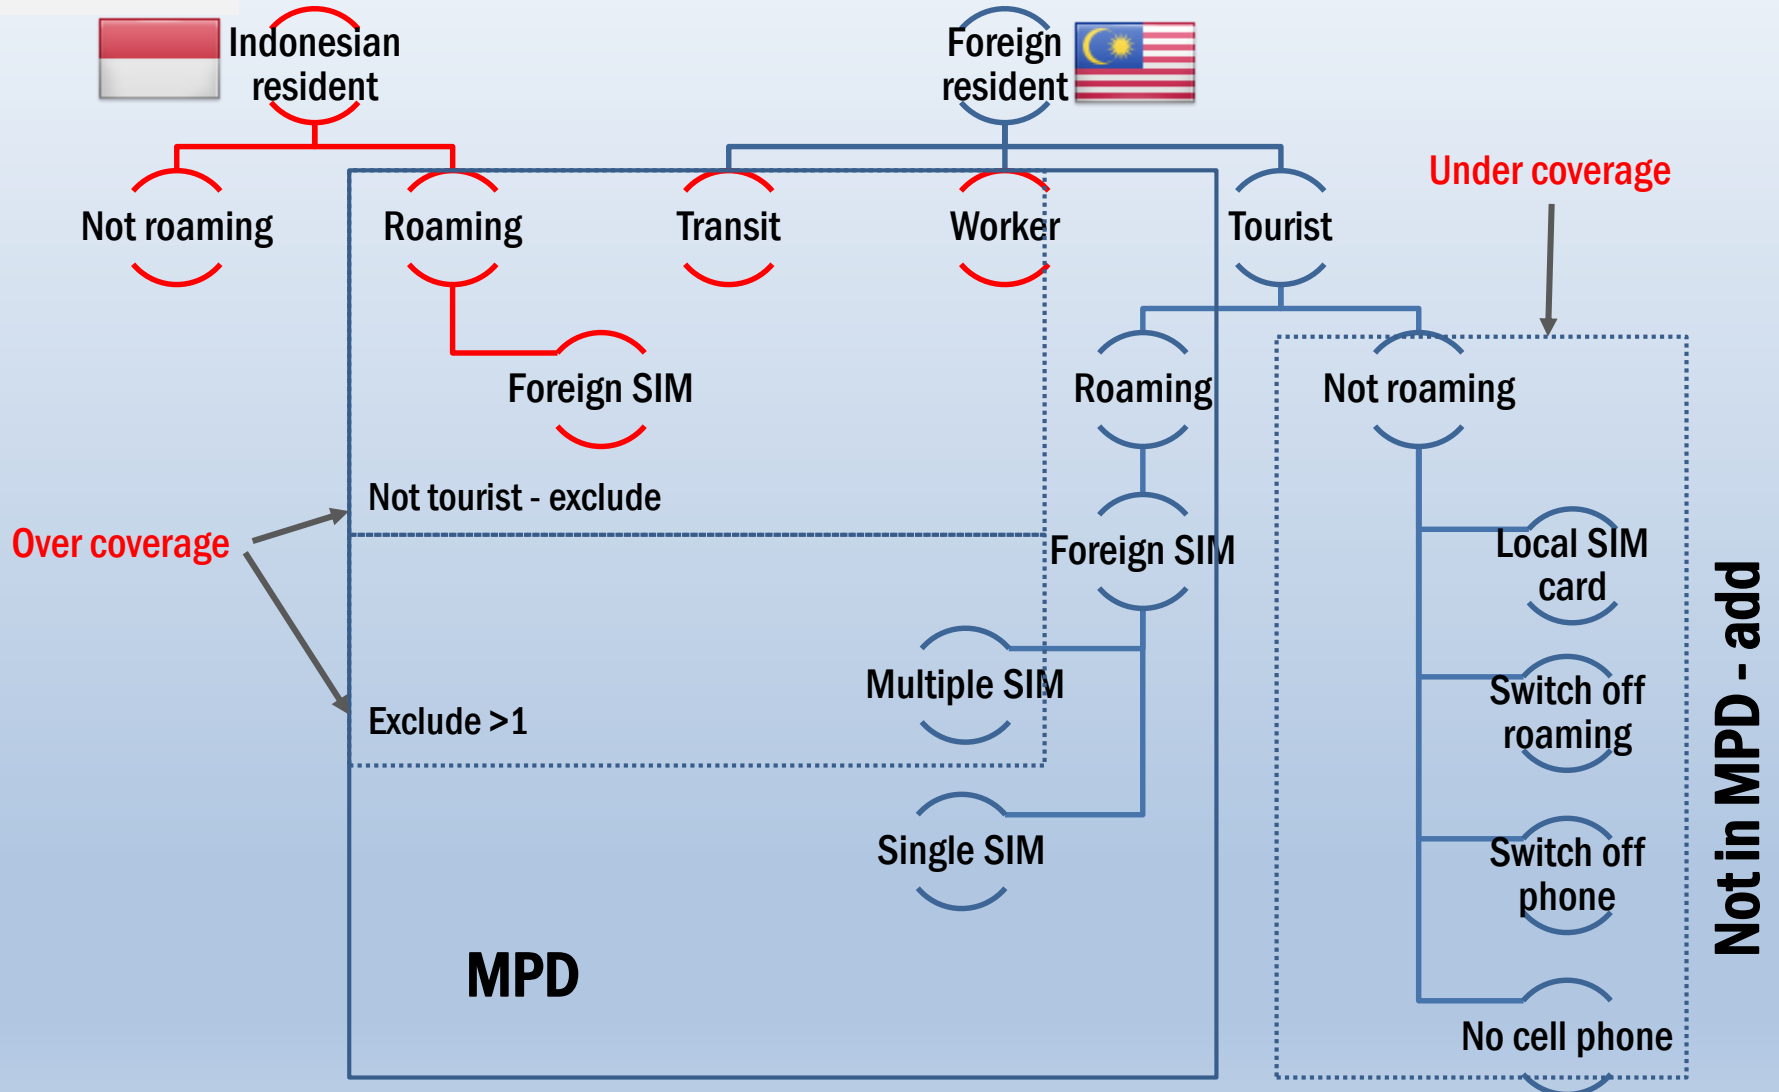 Indonesian
resident
Foreign
resident
Under coverage
Not roaming
Roaming
Transit
Worker
Tourist
Foreign SIM
Roaming
Not roaming
Not tourist - exclude
Over coverage
Foreign SIM
Local SIM
card
Multiple SIM
Switch off
roaming
Exclude >1
Single SIM
Switch off
phone
MPD
No cell phone
Not in MPD - add